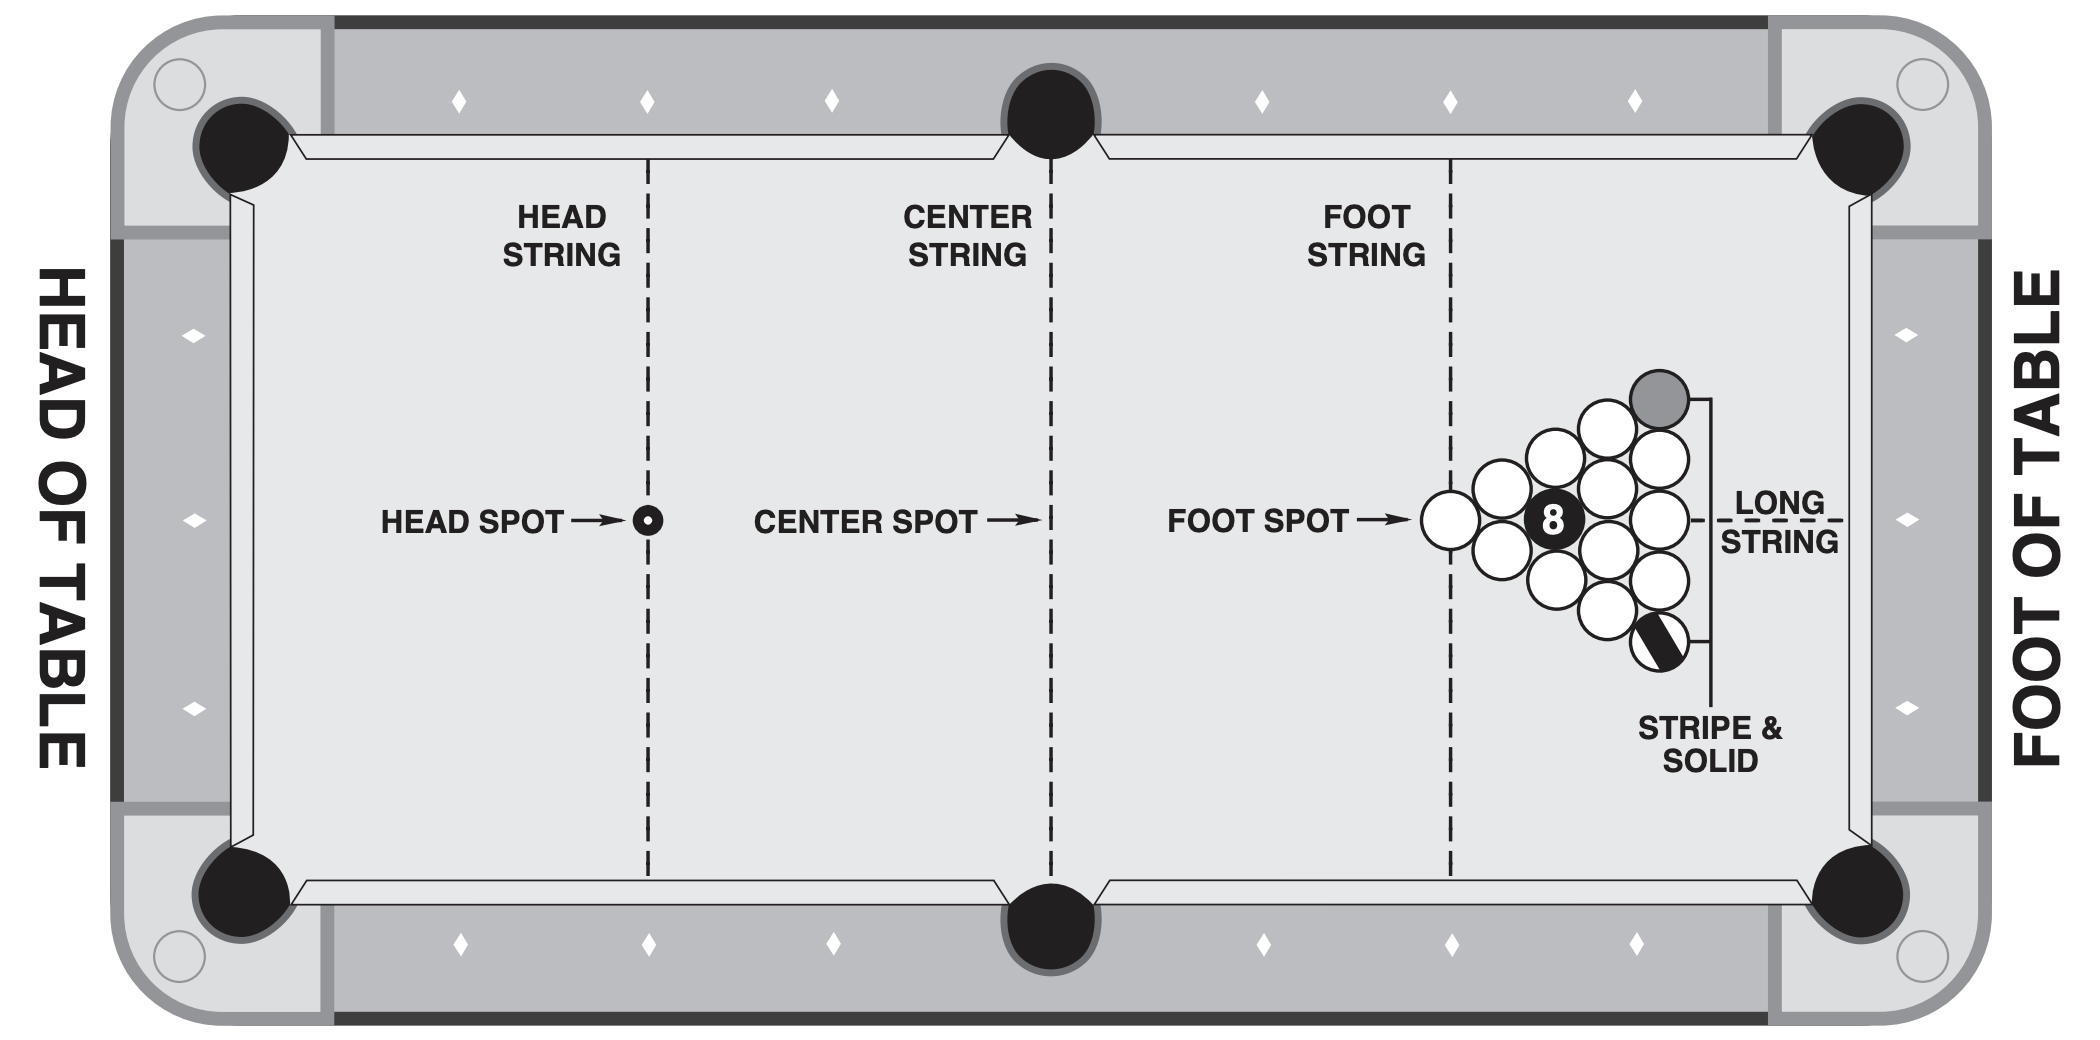 HEAD OF TABLE
HEAD
STRING
CENTER
STRING
FOOT
STRING
HEAD SPOT
CENTER SPOT
FOOT SPOT
8
LONG
STRING
STRIPE &
SOLID
FOOT OF TABLE